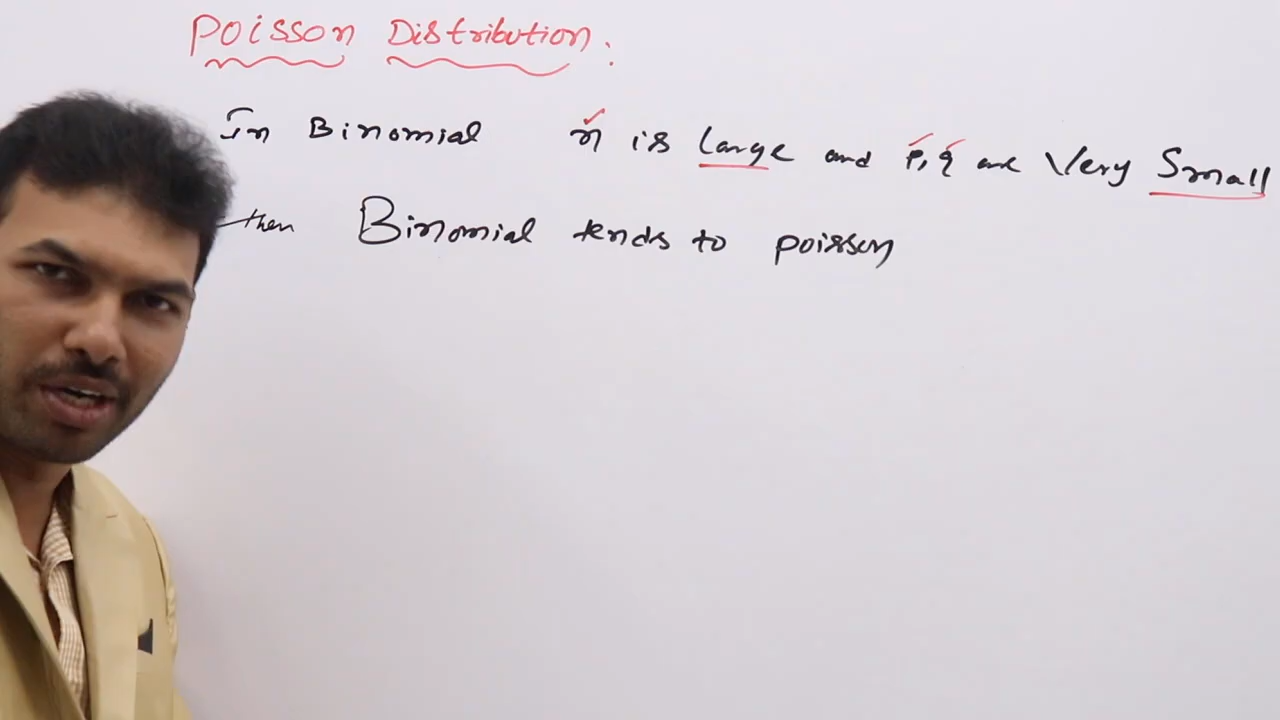 Poisson Distribution:
In Binomial n is large and p, q are Very Small
then Binomial tends to poisson